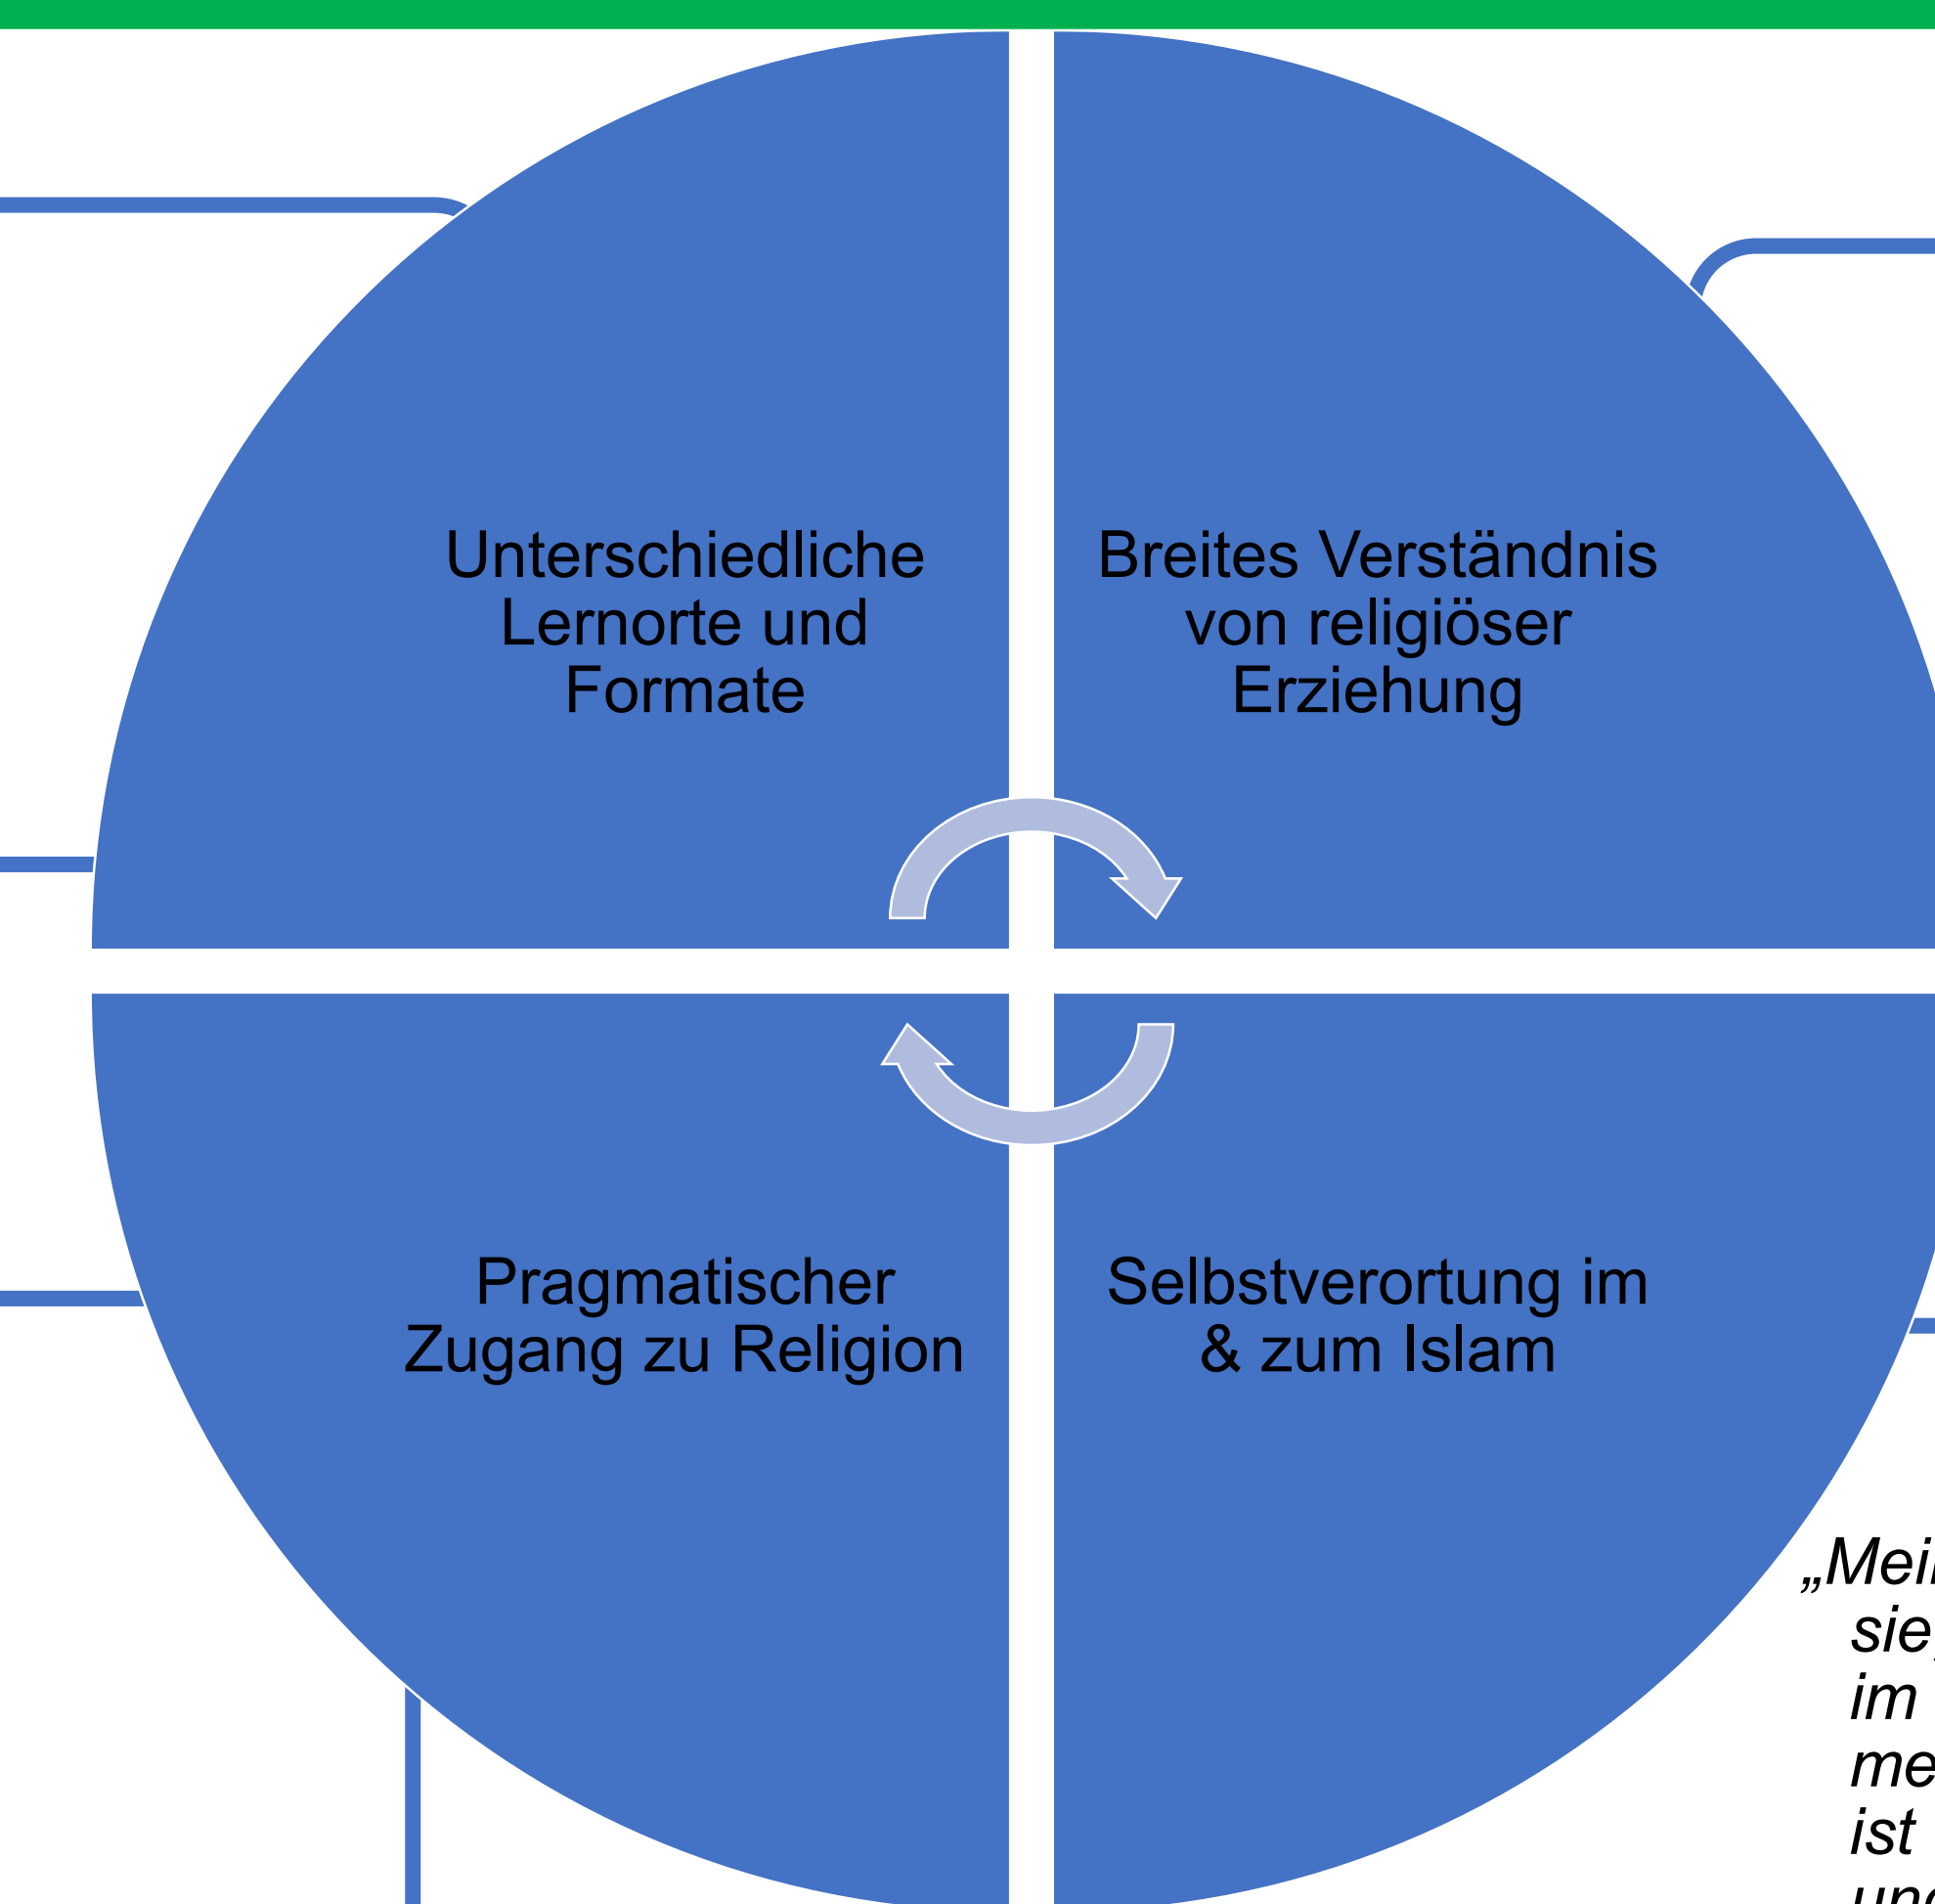 Unterschiedliche
Lernorte und
Formate
Breites Verständnis
von religiöser
Erziehung
Pragmatischer
Zugang zu Religion
Selbstverortung im
& zum Islam
sie
im
ist